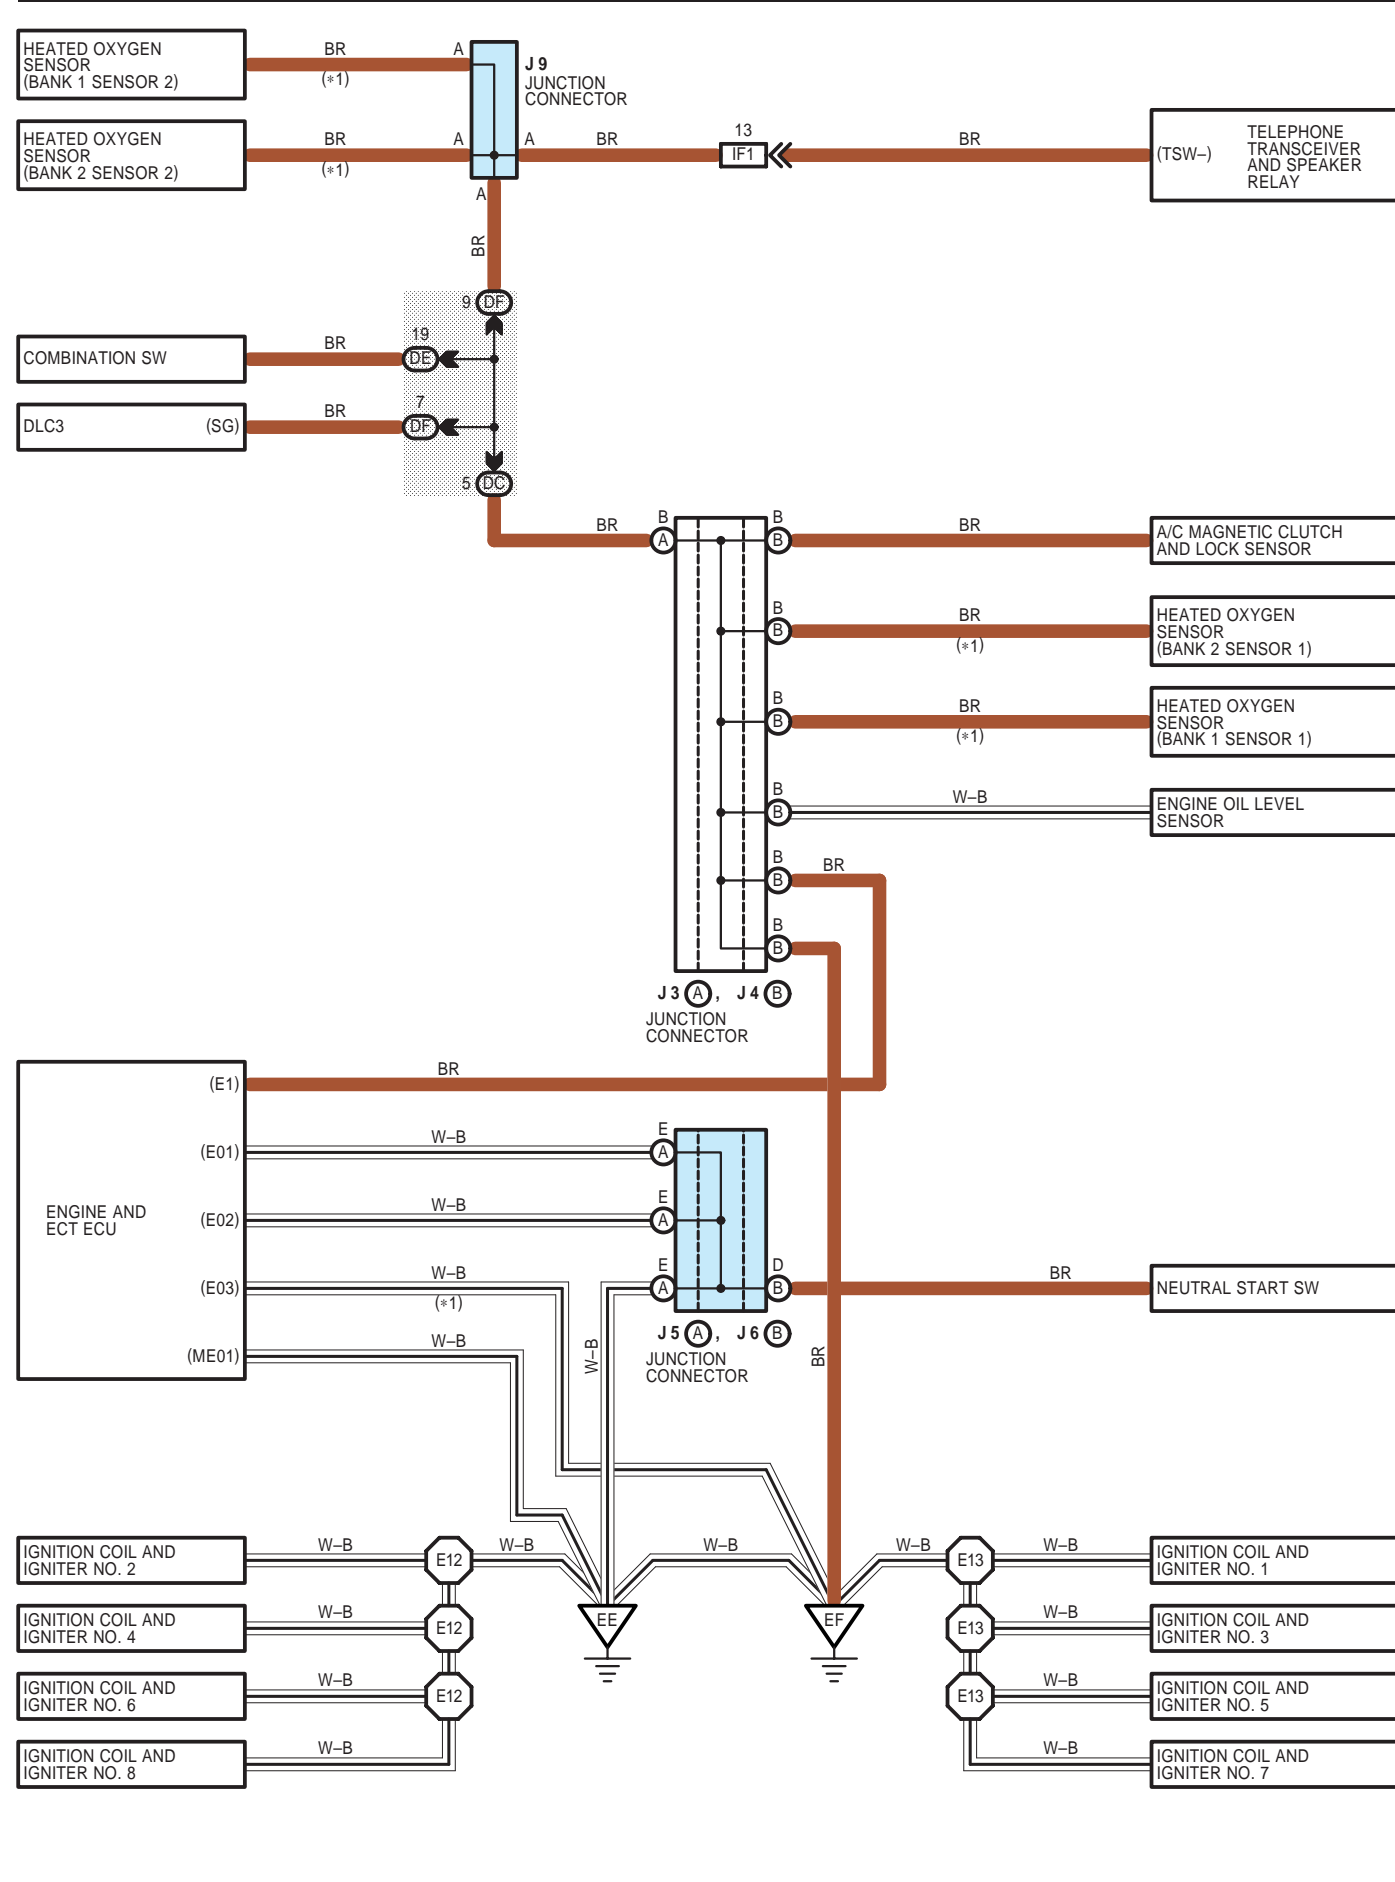 HEATED OXYGEN
SENSOR
(BANK 1 SENSOR 2)
BR
(*1)
A
J 9
JUNCTION
CONNECTOR
HEATED OXYGEN
SENSOR
(BANK 2 SENSOR 2)
BR
(*1)
A
A
BR
13
IF1
BR
(TSW–)
TELEPHONE
TRANSCEIVER
AND SPEAKER
RELAY
A
BR
9
DF
COMBINATION SW
BR
19
DE
DLC3
(SG)
BR
7
DF
5
DC
BR
B
A
B
B
BR
A/C MAGNETIC CLUTCH
AND LOCK SENSOR
B
B
BR
(*1)
HEATED OXYGEN
SENSOR
(BANK 2 SENSOR 1)
B
B
BR
(*1)
HEATED OXYGEN
SENSOR
(BANK 1 SENSOR 1)
B
B
W–B
ENGINE OIL LEVEL
SENSOR
B
B
BR
B
B
J 3 A , J 4 B
JUNCTION
CONNECTOR
ENGINE AND
ECT ECU
(E1)
BR
(E01)
W–B
E
A
(E02)
W–B
E
A
(E03)
W–B
(*1)
E
A
D
B
BR
NEUTRAL START SW
(ME01)
W–B
W–B
J 5 A , J 6 B
JUNCTION
CONNECTOR
BR
IGNITION COIL AND
IGNITER NO. 2
W–B
E12
W–B
W–B
W–B
E13
W–B
IGNITION COIL AND
IGNITER NO. 1
EE
EF
IGNITION COIL AND
IGNITER NO. 4
W–B
E12
E13
W–B
IGNITION COIL AND
IGNITER NO. 3
IGNITION COIL AND
IGNITER NO. 6
W–B
E12
E13
W–B
IGNITION COIL AND
IGNITER NO. 5
IGNITION COIL AND
IGNITER NO. 8
W–B
W–B
IGNITION COIL AND
IGNITER NO. 7